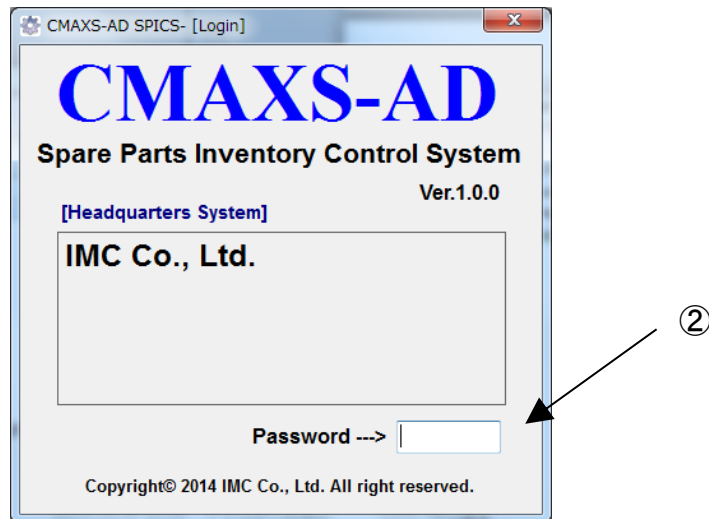 CMAXS-AD SPICS- [Login]
CMAXS-AD
Spare Parts Inventory Control System
Ver.1.0.0
[Headquarters System]
IMC Co., Ltd.
②
Password --->
Copyright© 2014 IMC Co., Ltd. All right reserved.